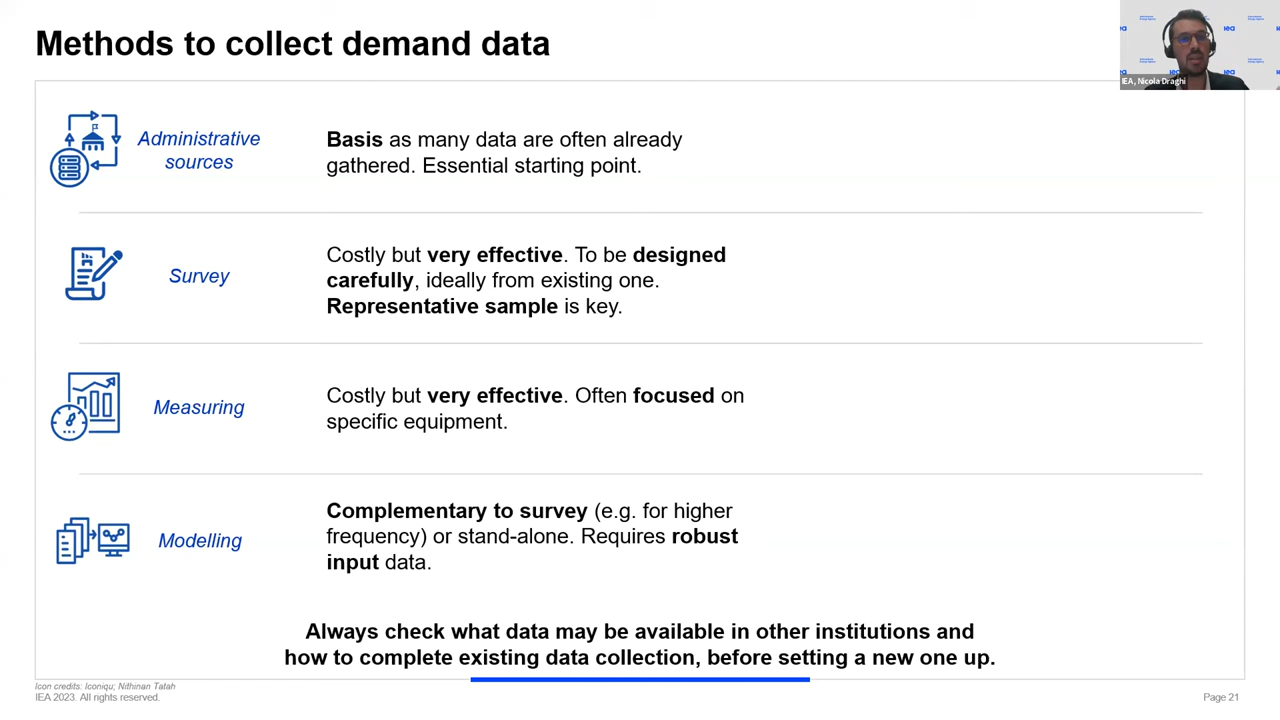 Methods to collect demand data
iea
IEA, Nicola Draghi
Administrative
sources
Basis as many data are often already
gathered. Essential starting point.
Survey
Costly but very effective. To be designed
carefully, ideally from existing one.
Representative sample is key.
Measuring
Costly but very effective. Often focused on
specific equipment.
Modelling
Complementary to survey (e.g. for higher
frequency) or stand-alone. Requires robust
input data.
Always check what data may be available in other institutions and
how to complete existing data collection, before setting a new one up.
Icon credits: Iconiqu; Nithinan Tatah
IEA 2023. All rights reserved.
Page 21